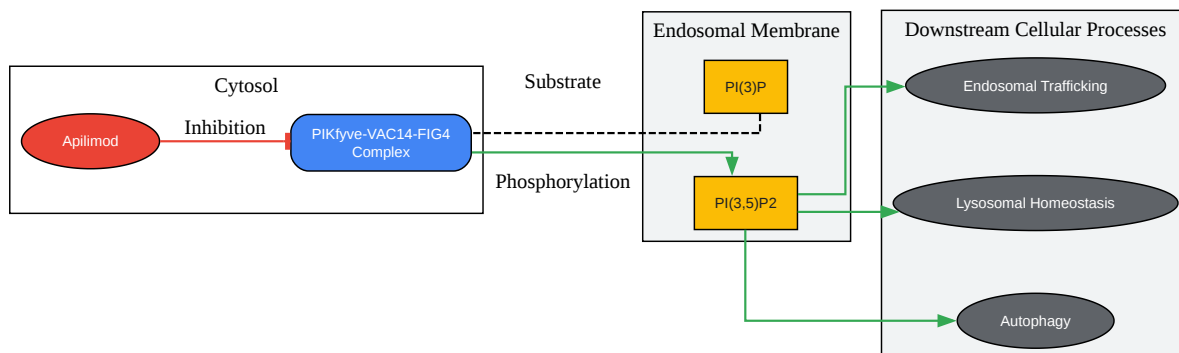 Cytosol
Apilimod
Inhibition
PIKfyve-VAC14-FIG4
Complex
Substrate
Phosphorylation
Endosomal Membrane
PI(3)P
PI(3,5)P2
Downstream Cellular Processes
Endosomal Trafficking
Lysosomal Homeostasis
Autophagy